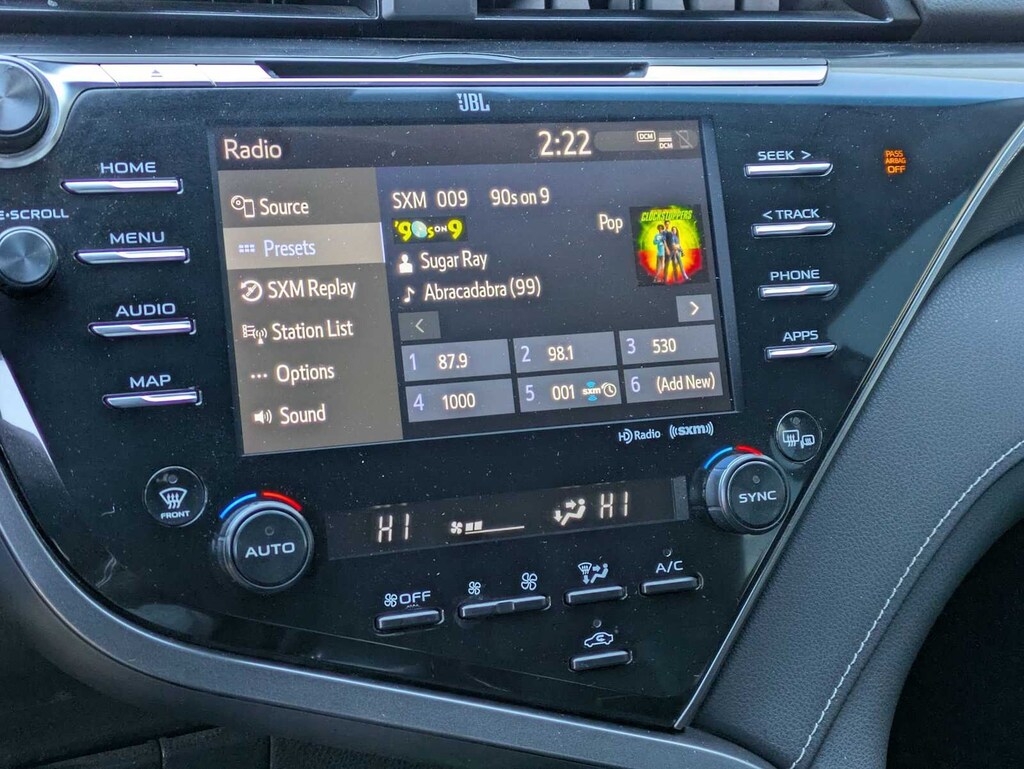 JBL
HOME
E•SCROLL
MENU
AUDIO
MAP
Radio
2:22
DCM
DCM
Source
Presets
SXM Replay
Station List
Options
Sound
SXM 009 90s on 9
'90s ON 9
Pop
CLOCKSTOPPERS
Sugar Ray
Abracadabra (99)
<
>
1 87.9
2 98.1
3 530
4 1000
5 001 sxm
6 (Add New)
HD Radio ((sxm))
SEEK >
< TRACK
PHONE
APPS
PASS
AIRBAG
OFF
FRONT
AUTO
HI
HI
SYNC
OFF
A/C